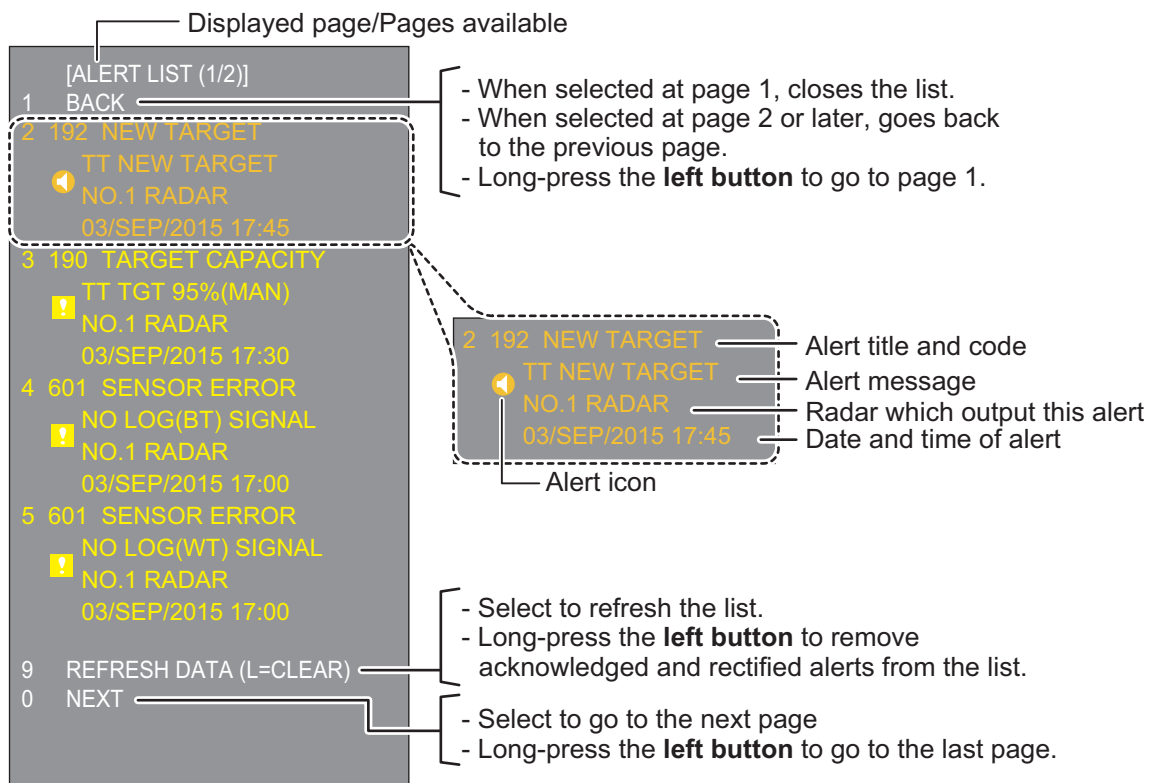 Displayed page/Pages available
[ALERT LIST (1/2)]
1 BACK
- When selected at page 1, closes the list.
- When selected at page 2 or later, goes back
to the previous page.
- Long-press the left button to go to page 1.
2 192 NEW TARGET
TT NEW TARGET
NO.1 RADAR
03/SEP/2015 17:45
3 190 TARGET CAPACITY
TT TGT 95%(MAN)
NO.1 RADAR
03/SEP/2015 17:30
4 601 SENSOR ERROR
NO LOG(BT) SIGNAL
NO.1 RADAR
03/SEP/2015 17:00
5 601 SENSOR ERROR
NO LOG(WT) SIGNAL
NO.1 RADAR
03/SEP/2015 17:00
2 192 NEW TARGET
Alert title and code
TT NEW TARGET
Alert message
NO.1 RADAR
Radar which output this alert
03/SEP/2015 17:45
Date and time of alert
Alert icon
9 REFRESH DATA (L=CLEAR)
- Select to refresh the list.
- Long-press the left button to remove
acknowledged and rectified alerts from the list.
0 NEXT
- Select to go to the next page
- Long-press the left button to go to the last page.